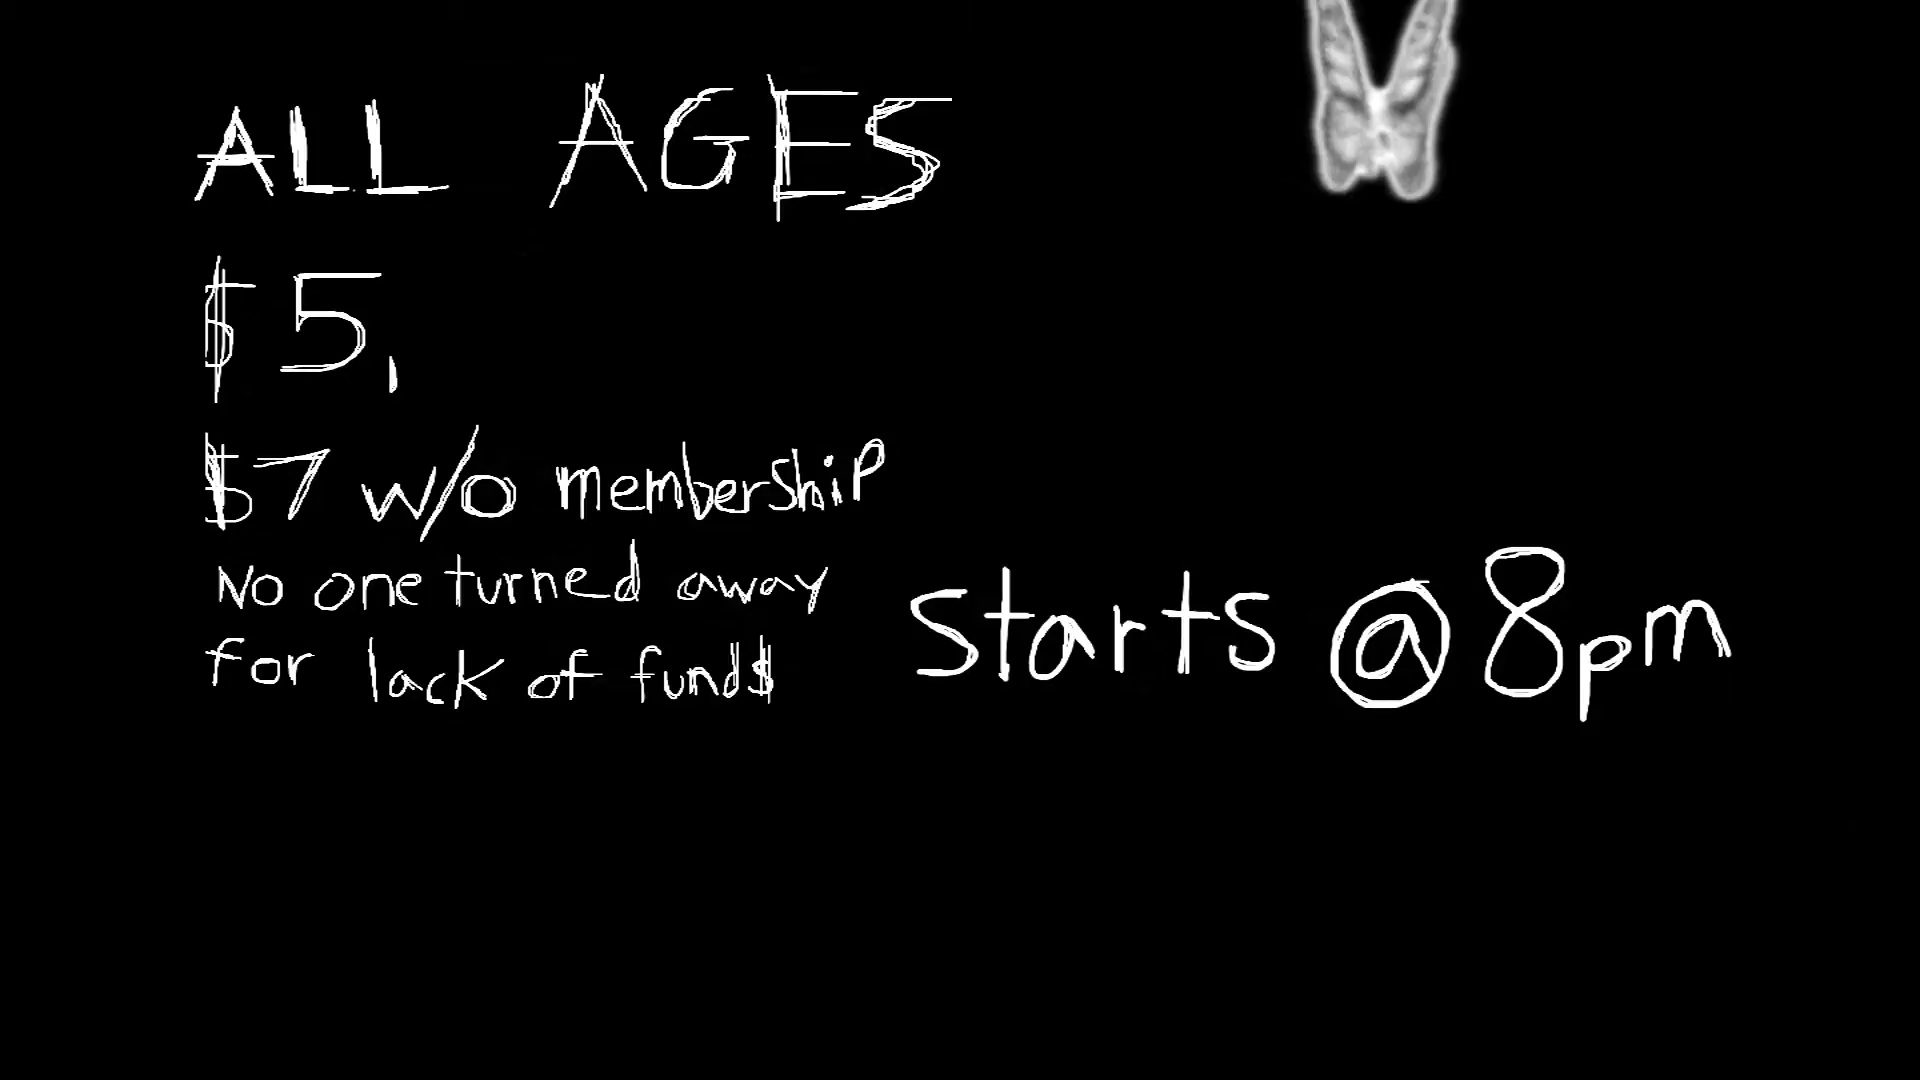 ALL AGES
$5,
$7 w/o membership
No one turned away
for lack of fund$
starts @ 8pm